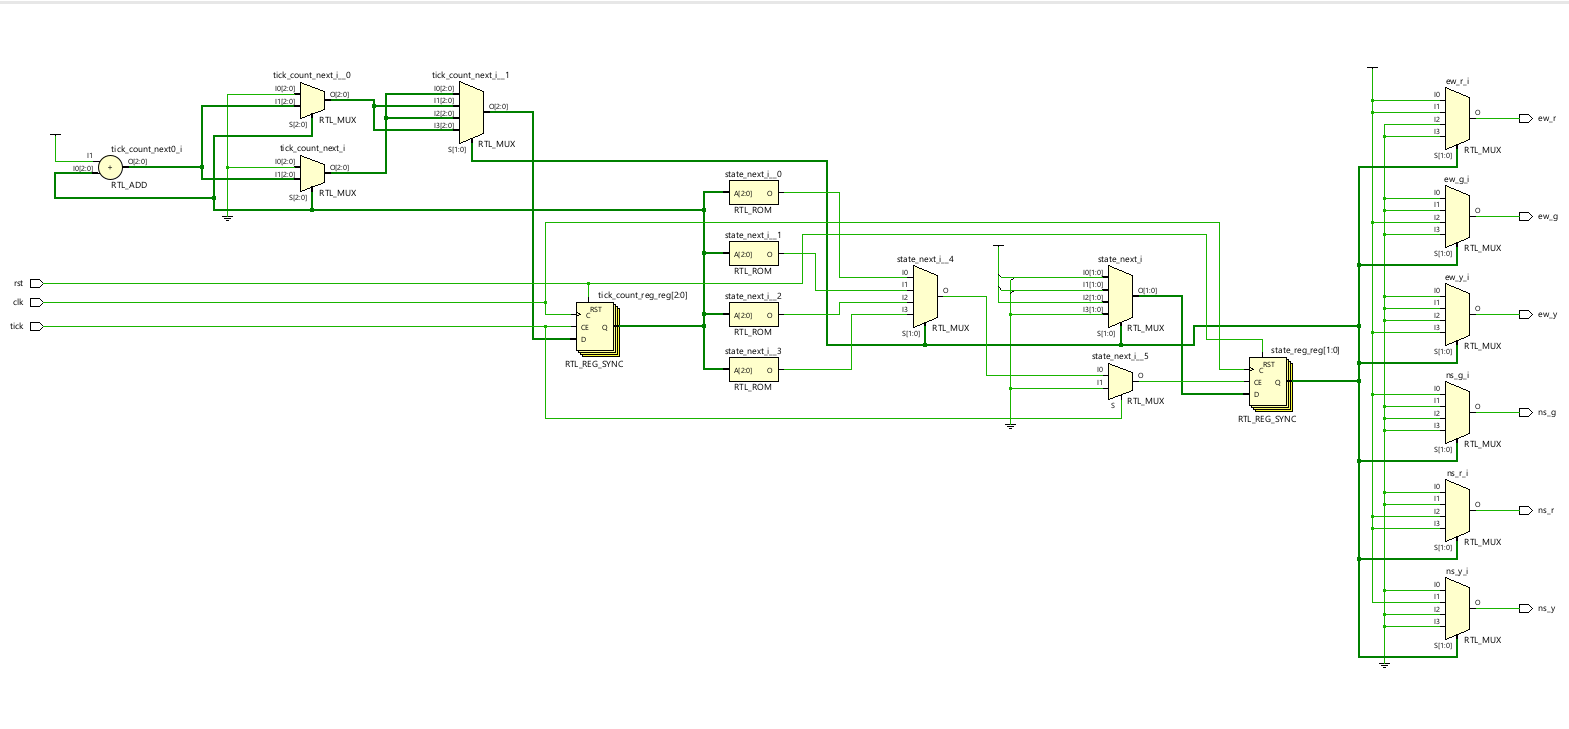 tick_count_next_i__0
I0[2:0]
I1[2:0]
O[2:0]
S[2:0]
RTL_MUX
tick_count_next_i__1
I0[2:0]
I1[2:0]
I2[2:0]
I3[2:0]
O[2:0]
S[1:0]
RTL_MUX
tick_count_next0_i
I1
I0[2:0]
+
O[2:0]
RTL_ADD
tick_count_next_i
I0[2:0]
I1[2:0]
O[2:0]
S[2:0]
RTL_MUX
state_next_i__0
A[2:0] O
RTL_ROM
state_next_i__1
A[2:0] O
RTL_ROM
state_next_i__2
A[2:0] O
RTL_ROM
state_next_i__3
A[2:0] O
RTL_ROM
rst
clk
tick
tick_count_reg_reg[2:0]
RST
C
CE Q
D
RTL_REG_SYNC
state_next_i__4
I0
I1
I2
I3
O
S[1:0]
RTL_MUX
state_next_i
I0[1:0]
I1[1:0]
I2[1:0]
I3[1:0]
O[1:0]
S[1:0]
RTL_MUX
state_next_i__5
I0
I1
O
S
RTL_MUX
state_reg_reg[1:0]
RST
C
CE Q
D
RTL_REG_SYNC
ew_r_i
I0
I1
I2
I3
O
S[1:0]
RTL_MUX
ew_r
ew_g_i
I0
I1
I2
I3
O
S[1:0]
RTL_MUX
ew_g
ew_y_i
I0
I1
I2
I3
O
S[1:0]
RTL_MUX
ew_y
ns_g_i
I0
I1
I2
I3
O
S[1:0]
RTL_MUX
ns_g
ns_r_i
I0
I1
I2
I3
O
S[1:0]
RTL_MUX
ns_r
ns_y_i
I0
I1
I2
I3
O
S[1:0]
RTL_MUX
ns_y